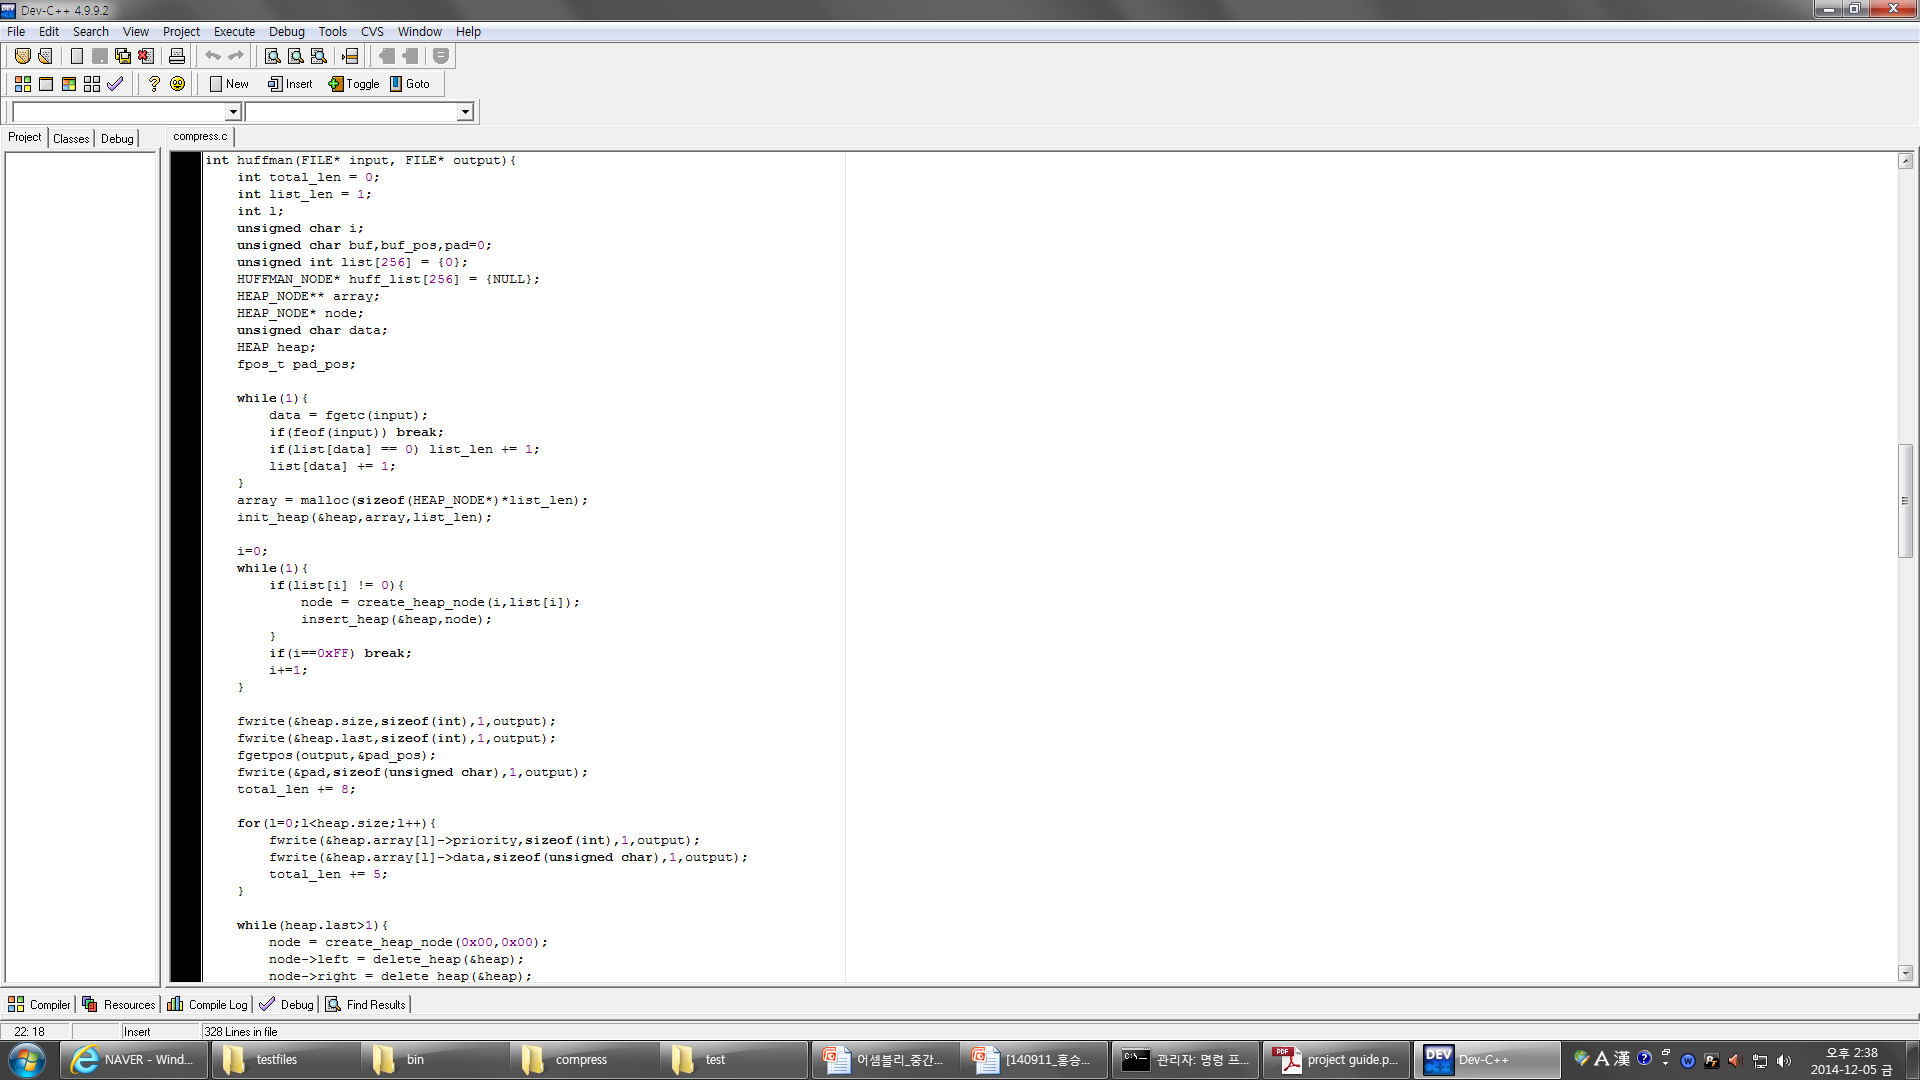 Dev-C++ 4.9.9.2
File Edit Search View Project Execute Debug Tools CVS Window Help
New Insert Toggle Goto
Project Classes Debug
compress.c
int huffman(FILE* input, FILE* output){
    int total_len = 0;
    int list_len = 1;
    int l;
    unsigned char i;
    unsigned char buf,buf_pos,pad=0;
    unsigned int list[256] = {0};
    HUFFMAN_NODE* huff_list[256] = {NULL};
    HEAP_NODE** array;
    HEAP_NODE* node;
    unsigned char data;
    HEAP heap;
    fpos_t pad_pos;
    while(1){
        data = fgetc(input);
        if(feof(input)) break;
        if(list[data] == 0) list_len += 1;
        list[data] += 1;
    }
    array = malloc(sizeof(HEAP_NODE*)*list_len);
    init_heap(&heap,array,list_len);
    i=0;
    while(1){
        if(list[i] != 0){
            node = create_heap_node(i,list[i]);
            insert_heap(&heap,node);
        }
        if(i==0xFF) break;
        i+=1;
    }
    fwrite(&heap.size,sizeof(int),1,output);
    fwrite(&heap.last,sizeof(int),1,output);
    fgetpos(output,&pad_pos);
    fwrite(&pad,sizeof(unsigned char),1,output);
    total_len += 8;
    for(l=0;l<heap.size;l++){
        fwrite(&heap.array[l]->priority,sizeof(int),1,output);
        fwrite(&heap.array[l]->data,sizeof(unsigned char),1,output);
        total_len += 5;
    }
    while(heap.last>1){
        node = create_heap_node(0x00,0x00);
        node->left = delete_heap(&heap);
        node->right = delete_heap(&heap);
Compiler Resources Compile Log Debug Find Results
22: 18 Insert 328 Lines in file
NAVER - Wind... testfiles bin compress test 어셈블리_중간... [140911_홍승... 관리자: 명령 프... project guide.p... Dev-C++ A 漢 오후 2:38
2014-12-05 금